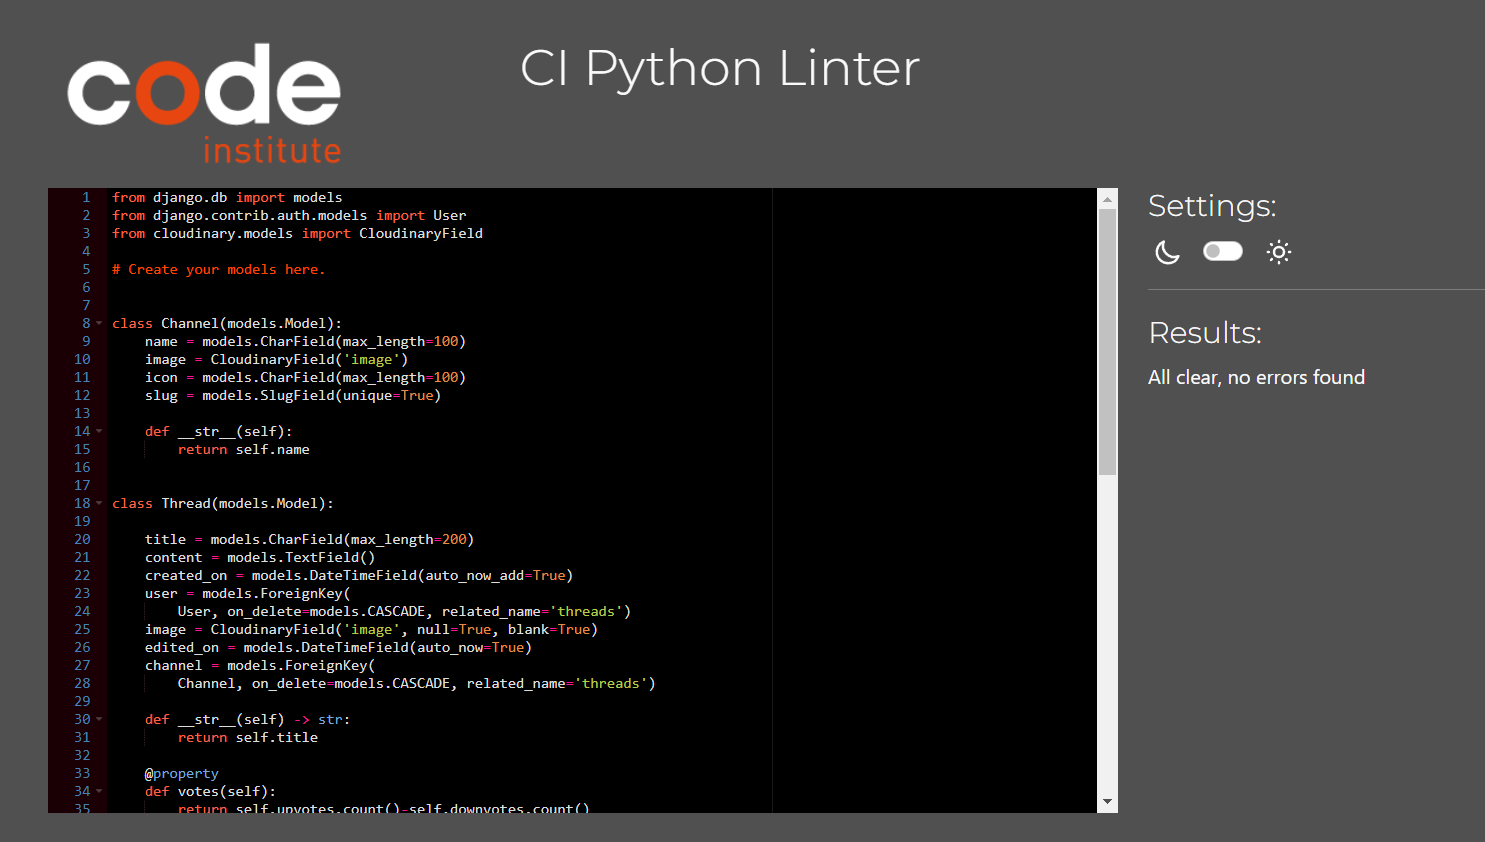 code
institute
CI Python Linter
1 from django.db import models
2 from django.contrib.auth.models import User
3 from cloudinary.models import CloudinaryField
4
5 # Create your models here.
6
7
8 class Channel(models.Model):
9     name = models.CharField(max_length=100)
10     image = CloudinaryField('image')
11     icon = models.CharField(max_length=100)
12     slug = models.SlugField(unique=True)
13
14     def __str__(self):
15         return self.name
16
17
18 class Thread(models.Model):
19
20     title = models.CharField(max_length=200)
21     content = models.TextField()
22     created_on = models.DateTimeField(auto_now_add=True)
23     user = models.ForeignKey(
24         User, on_delete=models.CASCADE, related_name='threads')
25     image = CloudinaryField('image', null=True, blank=True)
26     edited_on = models.DateTimeField(auto_now=True)
27     channel = models.ForeignKey(
28         Channel, on_delete=models.CASCADE, related_name='threads')
29
30     def __str__(self) -> str:
31         return self.title
32
33     @property
34     def votes(self):
35         return self.upvotes.count()-self.downvotes.count()
Settings:
Results:
All clear, no errors found